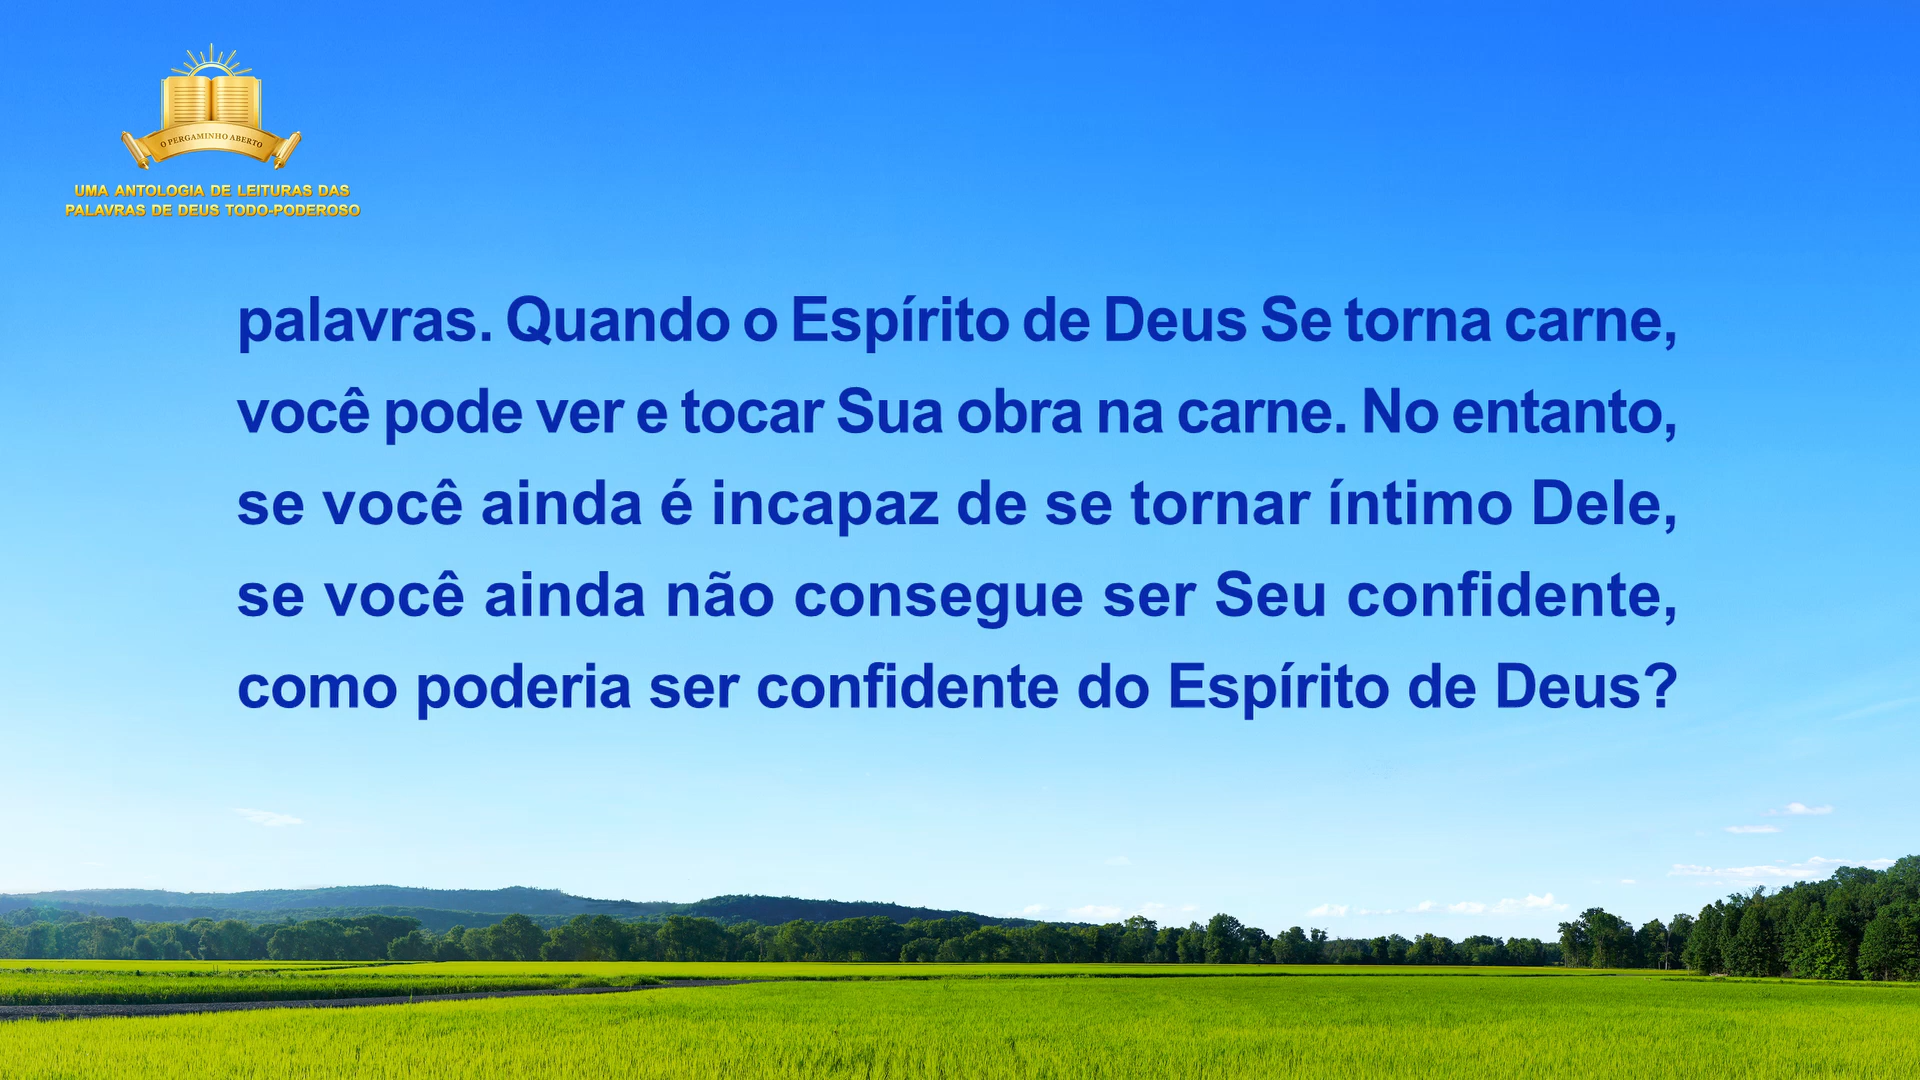 O PERGAMINHO ABERTO
UMA ANTOLOGIA DE LEITURAS DAS
PALAVRAS DE DEUS TODO-PODEROSO
palavras. Quando o Espírito de Deus Se torna carne,
você pode ver e tocar Sua obra na carne. No entanto,
se você ainda é incapaz de se tornar íntimo Dele,
se você ainda não consegue ser Seu confidente,
como poderia ser confidente do Espírito de Deus?